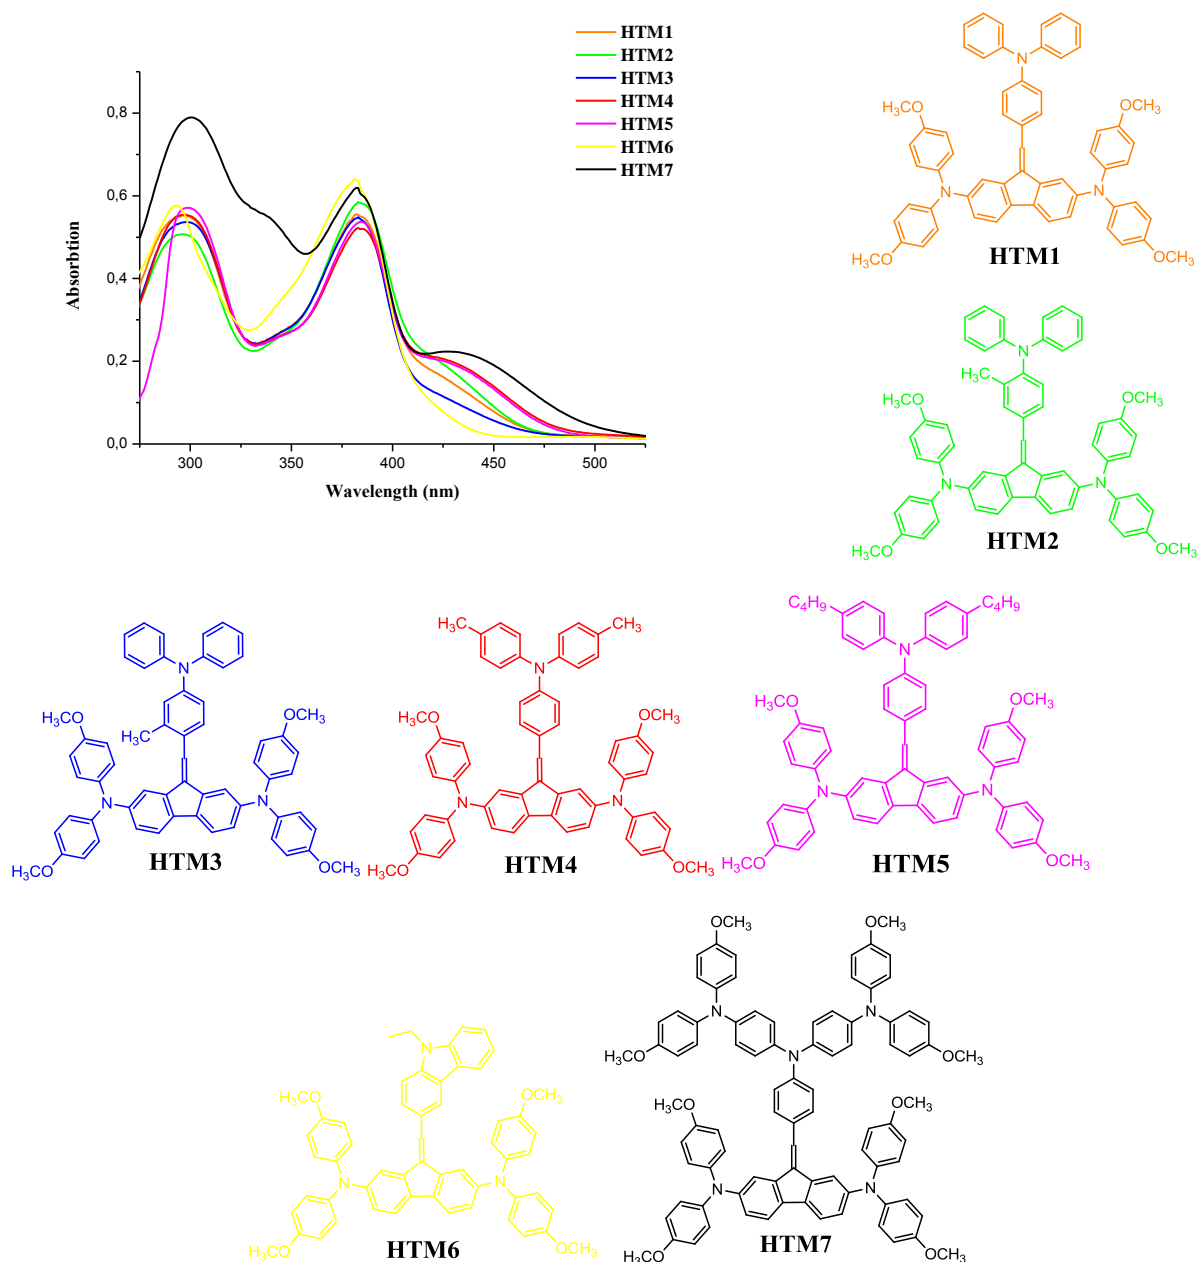 HTM1
HTM2
HTM3
HTM4
HTM5
HTM6
HTM7
0,8
0,6
0,4
0,2
0,0
Absorbtion
300
350
400
450
500
Wavelength (nm)
N
H₃CO
OCH₃
N
N
H₃CO
OCH₃
HTM1
N
H₃C
H₃CO
OCH₃
N
N
H₃CO
OCH₃
HTM2
N
H₃CO
OCH₃
H₃C
N
N
H₃CO
OCH₃
HTM3
H₃C
CH₃
N
H₃CO
OCH₃
N
N
H₃CO
OCH₃
HTM4
C₄H₉
C₄H₉
N
H₃CO
OCH₃
N
N
H₃CO
OCH₃
HTM5
N
H₃CO
OCH₃
N
N
H₃CO
OCH₃
HTM6
OCH₃
OCH₃
N
N
H₃CO
N
OCH₃
OCH₃
H₃CO
OCH₃
N
N
H₃CO
OCH₃
HTM7